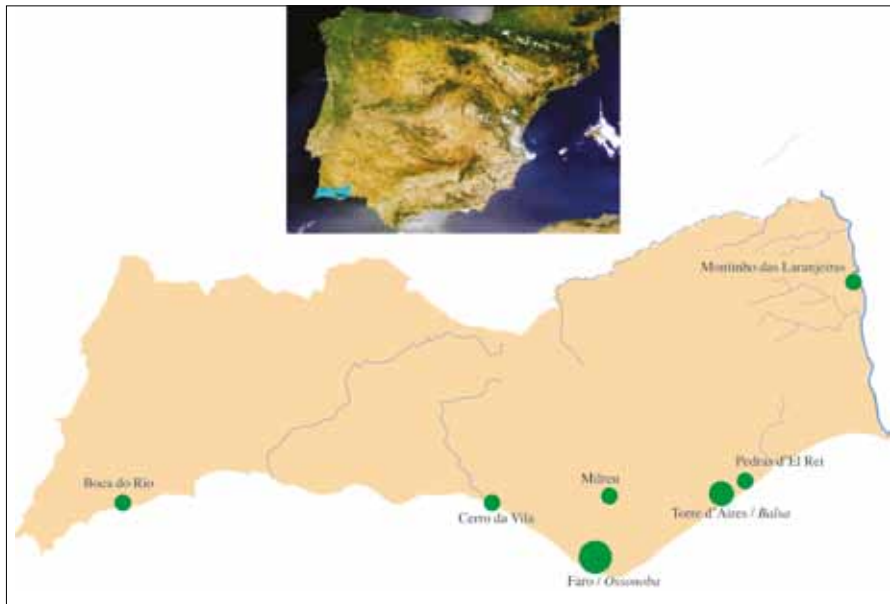 Montinho das Laranjeiras
Pedras d'El Rei
Boca do Rio
Milreu
Cerro da Vila
Torre d'Aires / Balsa
Faro / Ossonoba